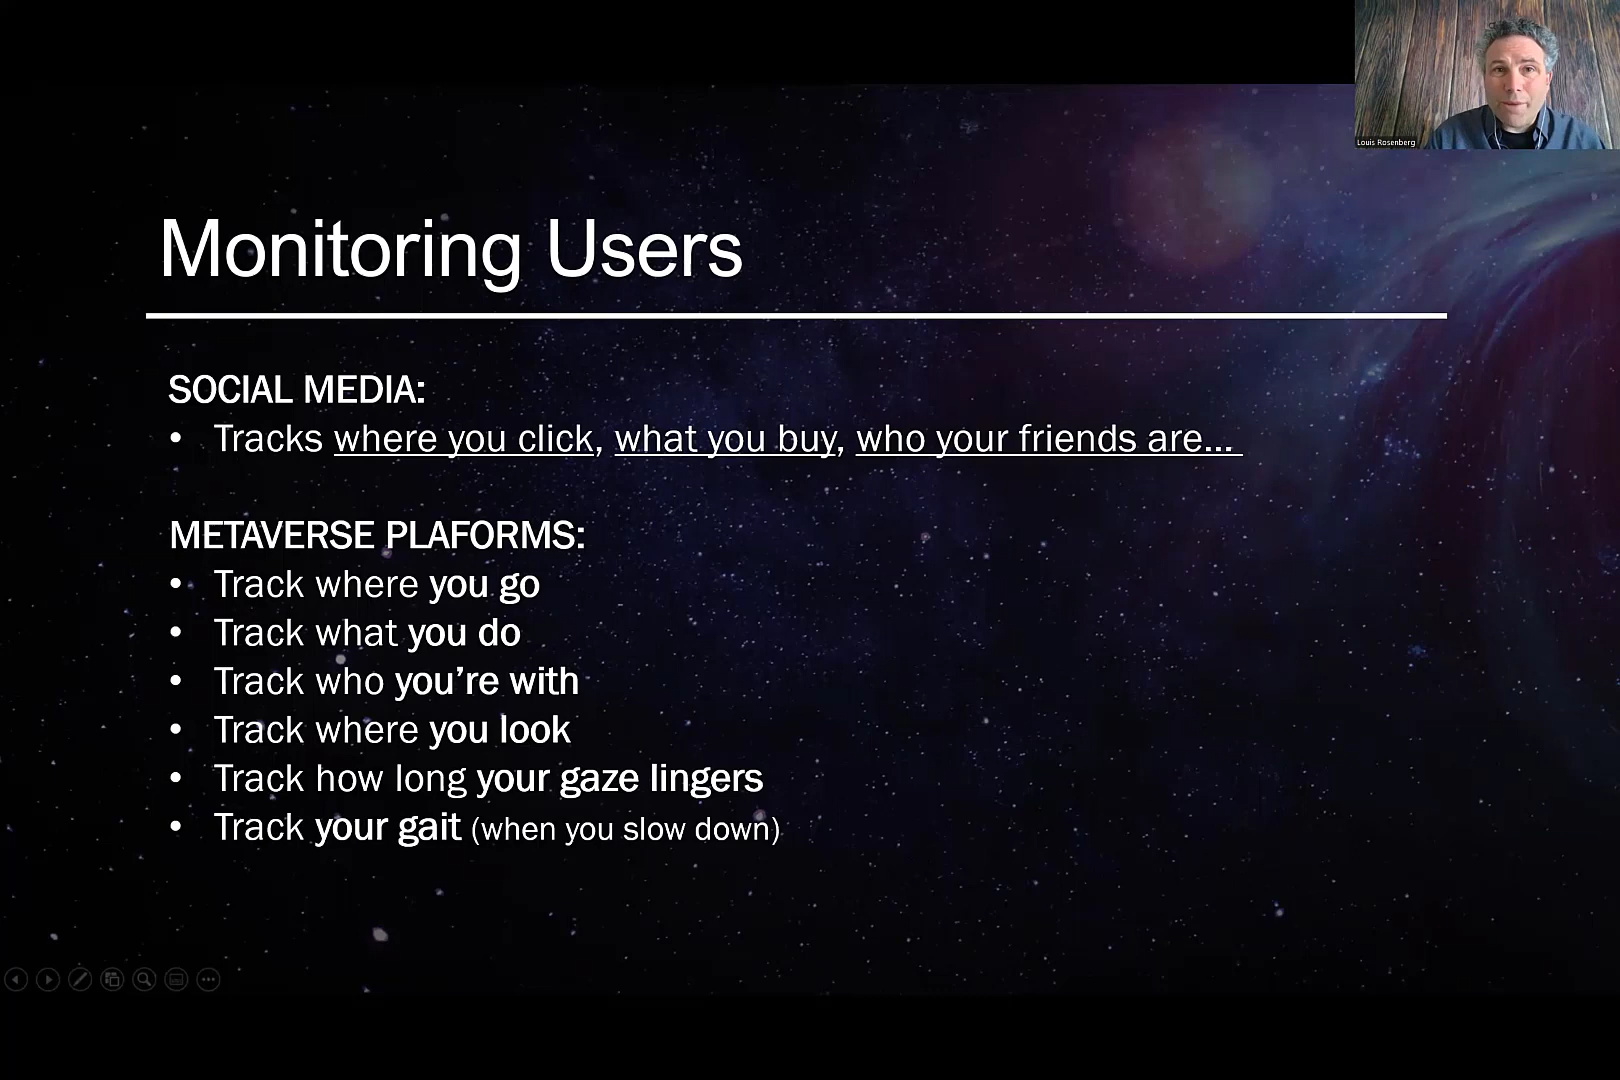 Louis Rosenberg
Monitoring Users
SOCIAL MEDIA:
• Tracks where you click, what you buy, who your friends are...
METAVERSE PLAFORMS:
• Track where you go
• Track what you do
• Track who you’re with
• Track where you look
• Track how long your gaze lingers
• Track your gait (when you slow down)